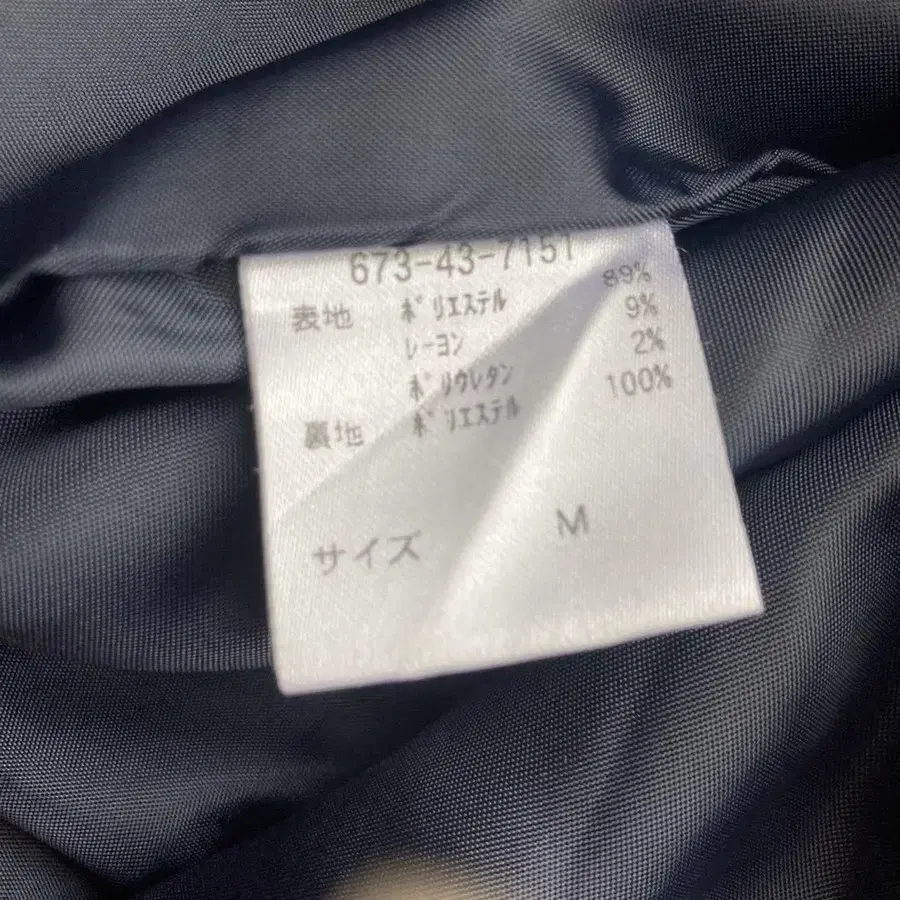 673-43-7151
表地 ポリエステル 89%
レーヨン 9%
ポリウレタン 2%
裏地 ポリエステル 100%
サイズ M